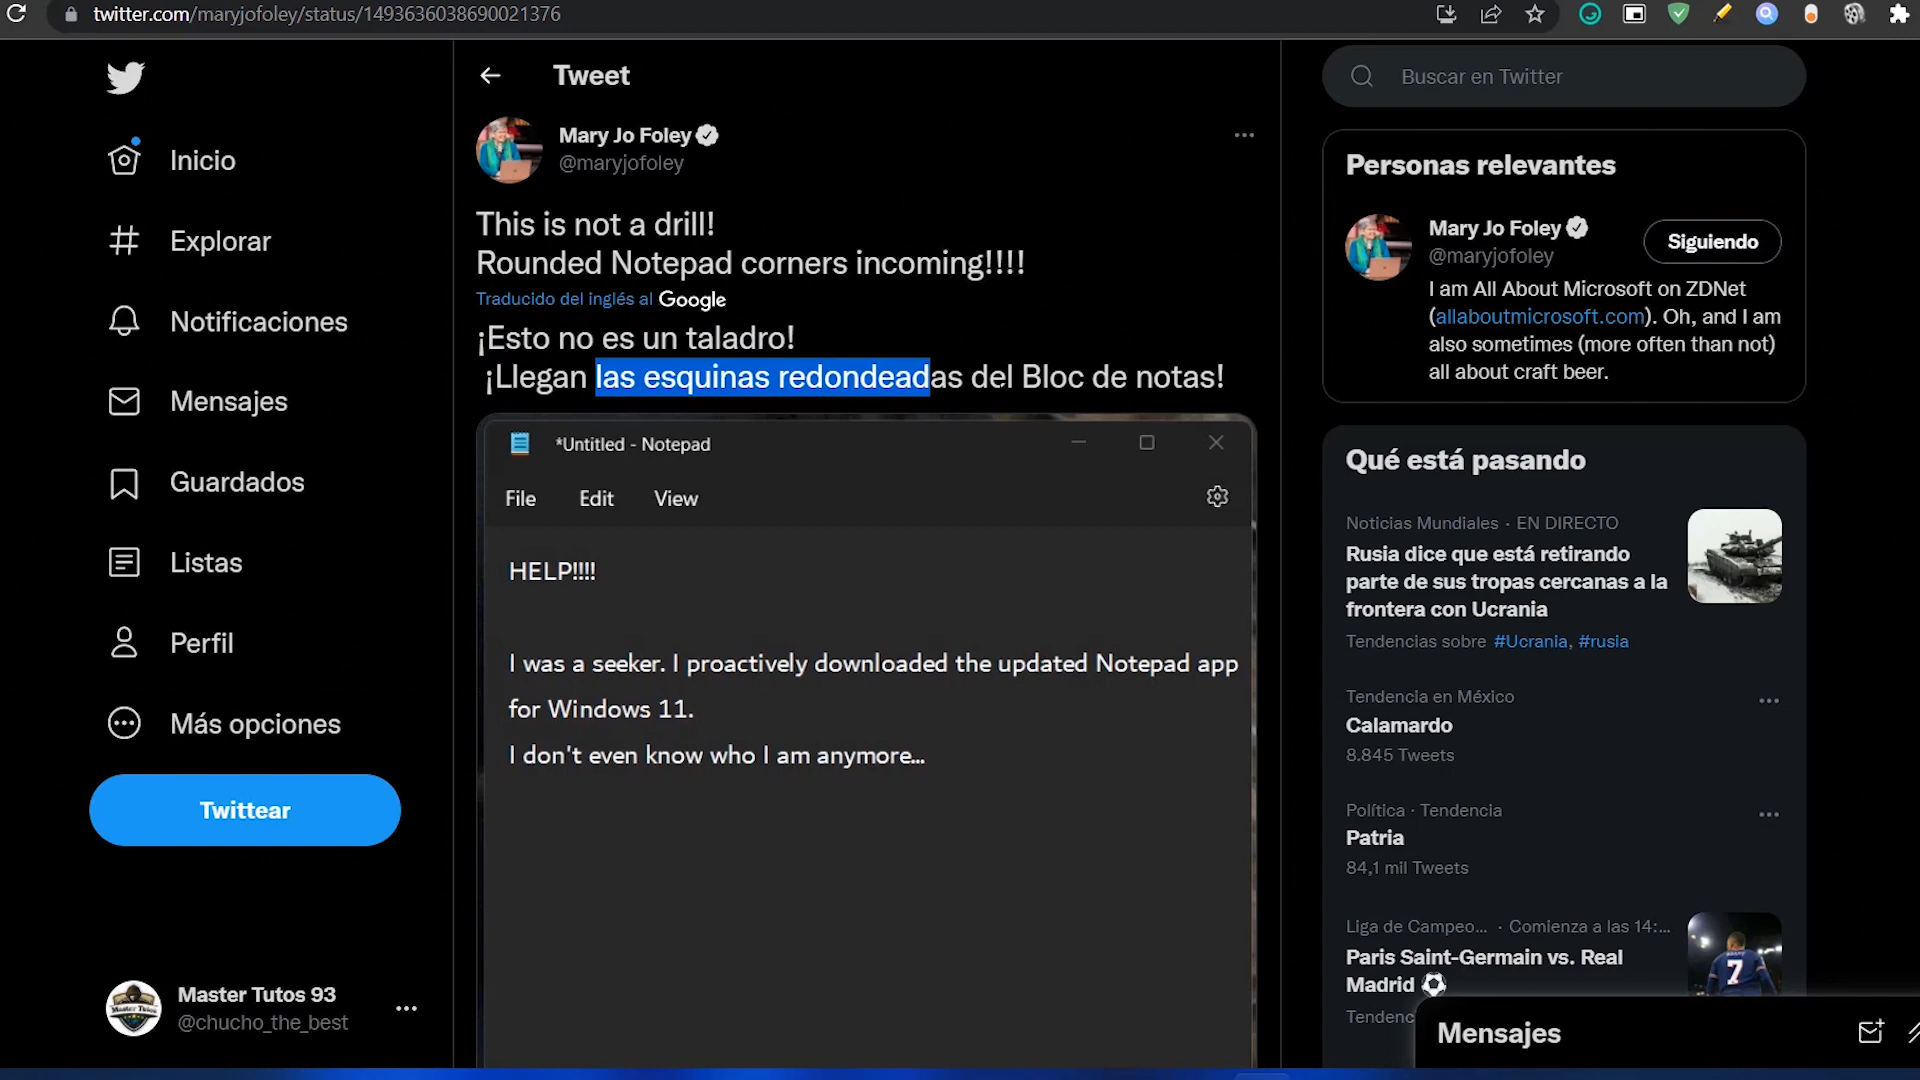 twitter.com/maryjofoley/status/1493636038690021376
Inicio
Explorar
Notificaciones
Mensajes
Guardados
Listas
Perfil
Más opciones
Twittear
Master Tutos 93
@chucho_the_best
Tweet
Mary Jo Foley
@maryjofoley
This is not a drill!
Rounded Notepad corners incoming!!!!
Traducido del inglés al Google
¡Esto no es un taladro!
¡Llegan las esquinas redondeadas del Bloc de notas!
*Untitled - Notepad
File Edit View
HELP!!!!
I was a seeker. I proactively downloaded the updated Notepad app
for Windows 11.
I don't even know who I am anymore...
Buscar en Twitter
Personas relevantes
Mary Jo Foley
@maryjofoley
Siguiendo
I am All About Microsoft on ZDNet
(allaboutmicrosoft.com). Oh, and I am
also sometimes (more often than not)
all about craft beer.
Qué está pasando
Noticias Mundiales · EN DIRECTO
Rusia dice que está retirando
parte de sus tropas cercanas a la
frontera con Ucrania
Tendencias sobre #Ucrania, #rusia
Tendencia en México
Calamardo
8.845 Tweets
Política · Tendencia
Patria
84,1 mil Tweets
Liga de Campeo... · Comienza a las 14:...
Paris Saint-Germain vs. Real
Madrid
7
Mensajes